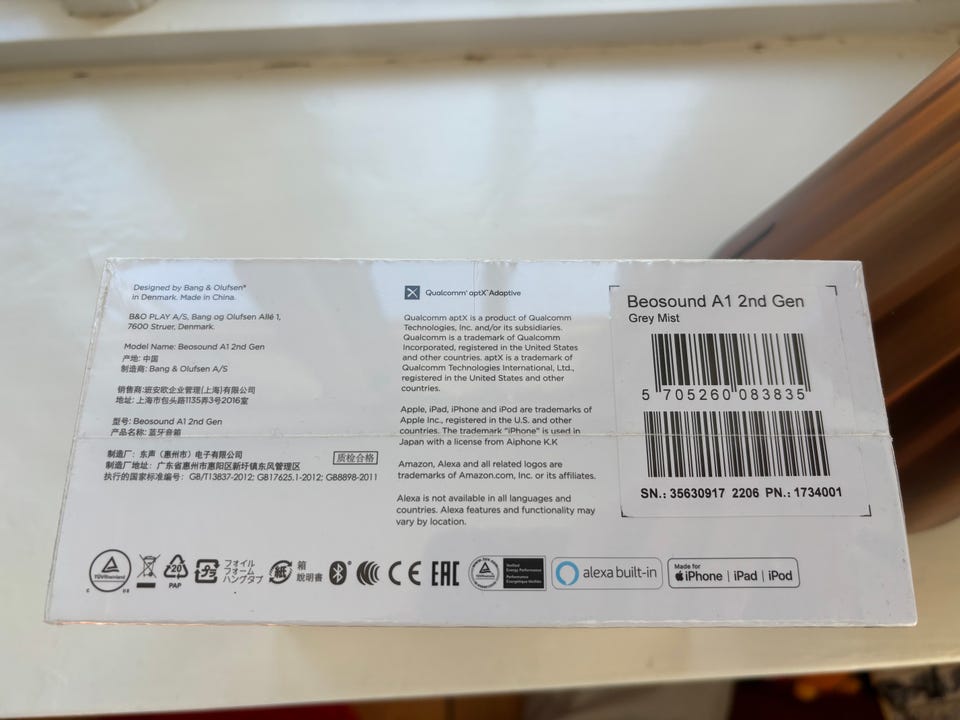 Designed by Bang & Olufsen®
in Denmark. Made in China.
B&O PLAY A/S, Bang og Olufsen Allé 1,
7600 Struer, Denmark.
Model Name: Beosound A1 2nd Gen
产地: 中国
制造商: Bang & Olufsen A/S
销售商:班安欧企业管理(上海)有限公司
地址: 上海市包头路1135弄3号2016室
型号: Beosound A1 2nd Gen
产品名称: 蓝牙音箱
制造厂: 东声(惠州市)电子有限公司
质检合格
制造厂地址: 广东省惠州市惠阳区新圩镇东风管理区
执行的国家标准编号: GB/T13837-2012; GB17625.1-2012; GB8898-2011
Qualcomm® aptX™ Adaptive
Qualcomm aptX is a product of Qualcomm
Technologies, Inc. and/or its subsidiaries.
Qualcomm is a trademark of Qualcomm
Incorporated, registered in the United States
and other countries. aptX is a trademark of
Qualcomm Technologies International, Ltd.,
registered in the United States and other
countries.
Apple, iPad, iPhone and iPod are trademarks of
Apple Inc., registered in the U.S. and other
countries. The trademark "iPhone" is used in
Japan with a license from Aiphone K.K
Amazon, Alexa and all related logos are
trademarks of Amazon.com, Inc. or its affiliates.
Alexa is not available in all languages and
countries. Alexa features and functionality may
vary by location.
Beosound A1 2nd Gen
Grey Mist
5 705260 083835
SN.: 35630917 2206 PN.: 1734001
TÜVRheinland
C US
20
PAP
プラ
フォイル
フォーム
ハングタブ
紙
箱
説明書
CE
EAC
Verified
Energy Performance
Performance
Énergétique Vérifiée
alexa built-in
Made for
iPhone | iPad | iPod